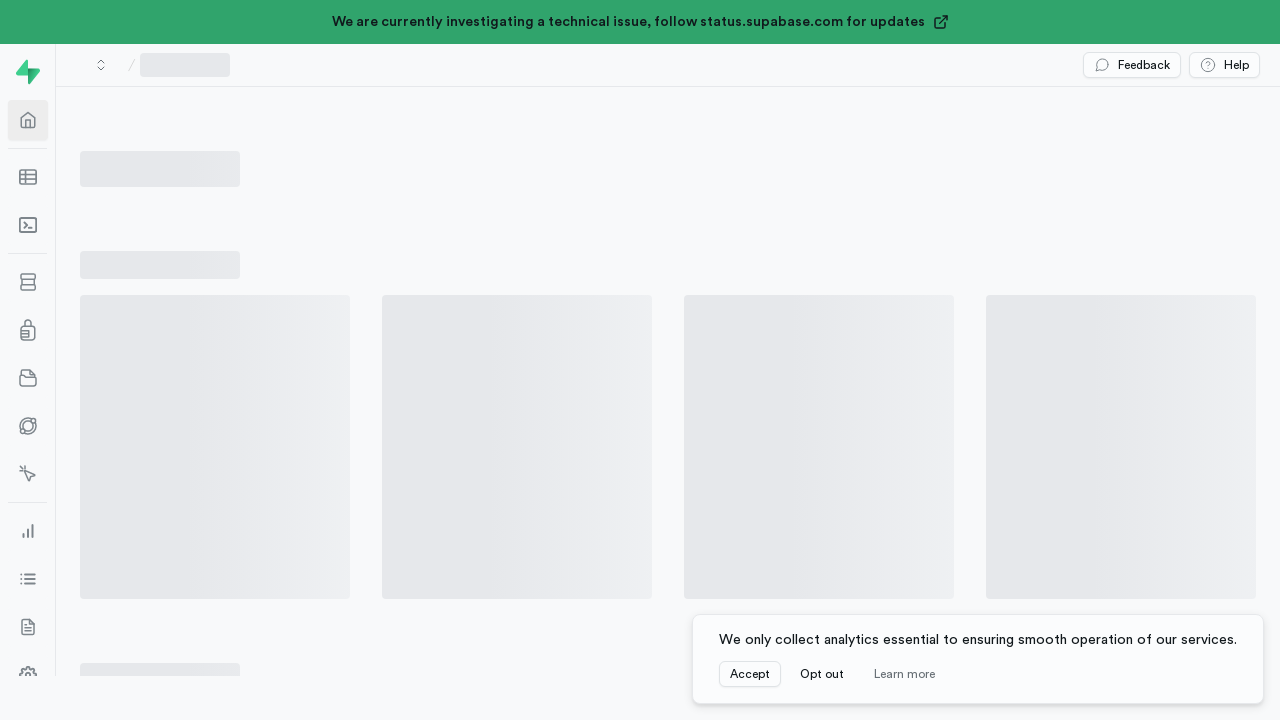 We are currently investigating a technical issue, follow status.supabase.com for updates
/
Feedback
Help
We only collect analytics essential to ensuring smooth operation of our services.
Accept
Opt out
Learn more